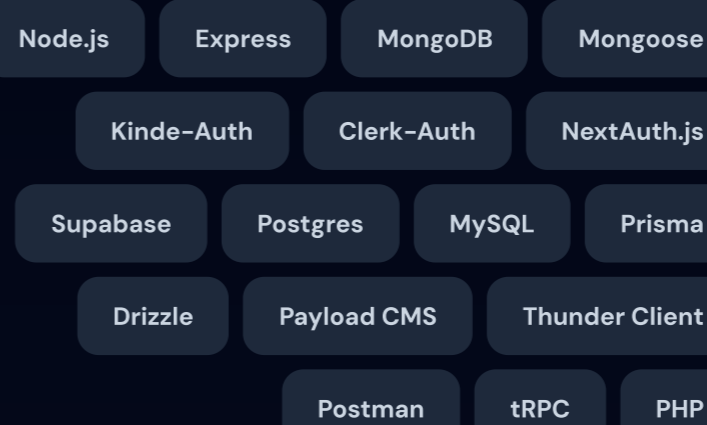 Node.js Express MongoDB Mongoose
Kinde-Auth Clerk-Auth NextAuth.js
Supabase Postgres MySQL Prisma
Drizzle Payload CMS Thunder Client
Postman tRPC PHP